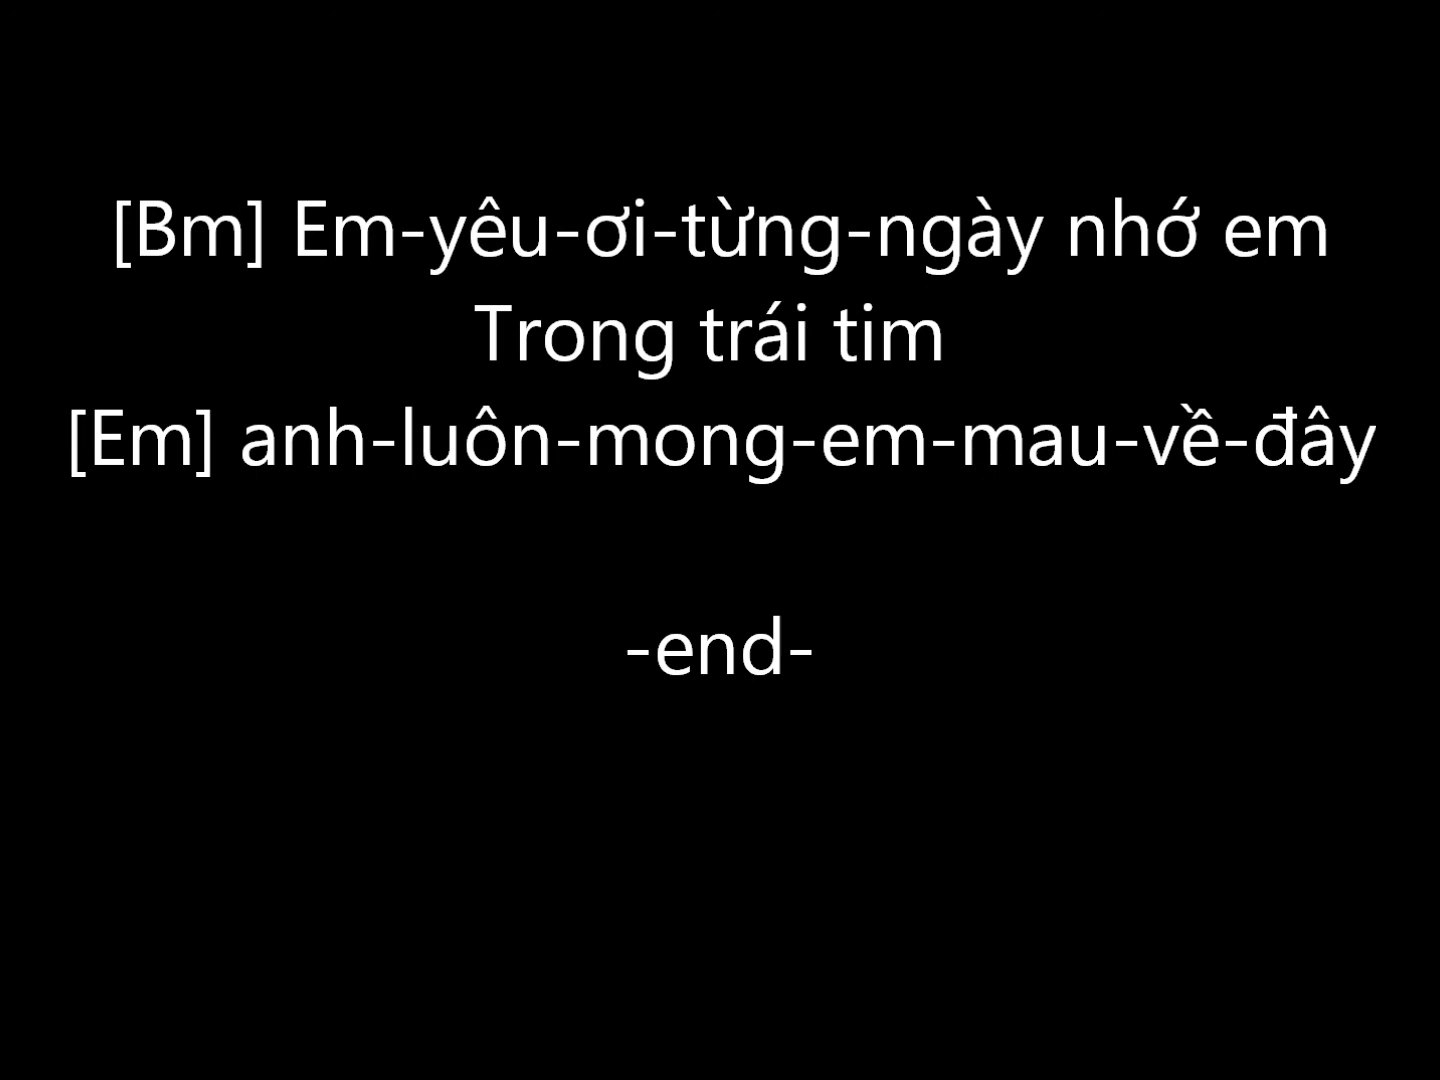 [Bm] Em-yêu-ơi-từng-ngày nhớ em
Trong trái tim
[Em] anh-luôn-mong-em-mau-về-đây
-end-